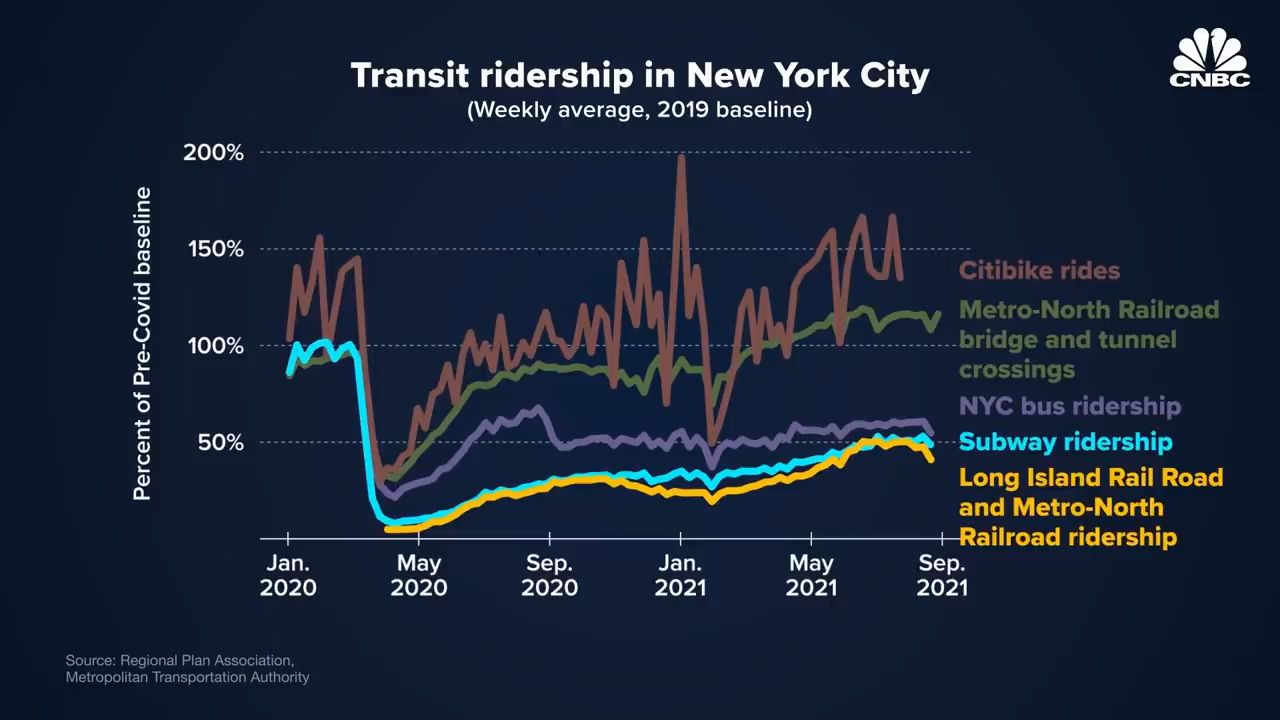 CNBC
Transit ridership in New York City
(Weekly average, 2019 baseline)
Percent of Pre-Covid baseline
200%
150%
100%
50%
Citibike rides
Metro-North Railroad
bridge and tunnel
crossings
NYC bus ridership
Subway ridership
Long Island Rail Road
and Metro-North
Railroad ridership
Jan.
2020
May
2020
Sep.
2020
Jan.
2021
May
2021
Sep.
2021
Source: Regional Plan Association,
Metropolitan Transportation Authority